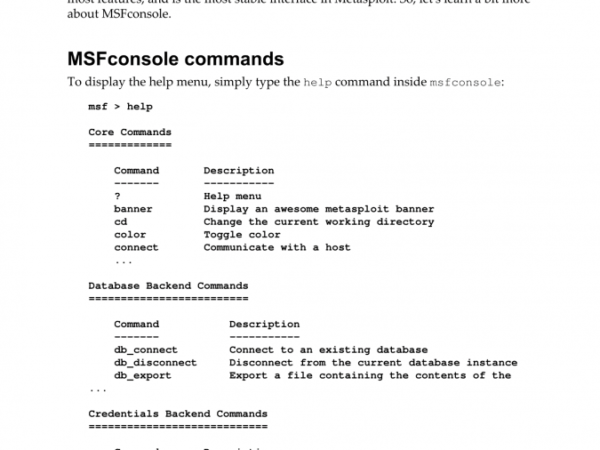 most features, and is the most stable interface in Metasploit. So, let's learn a bit more
about MSFconsole.
MSFconsole commands
To display the help menu, simply type the help command inside msfconsole:
msf > help
Core Commands
=============
Command Description
------- -----------
? Help menu
banner Display an awesome metasploit banner
cd Change the current working directory
color Toggle color
connect Communicate with a host
...
Database Backend Commands
=========================
Command Description
------- -----------
db_connect Connect to an existing database
db_disconnect Disconnect from the current database instance
db_export Export a file containing the contents of the
...
Credentials Backend Commands
============================